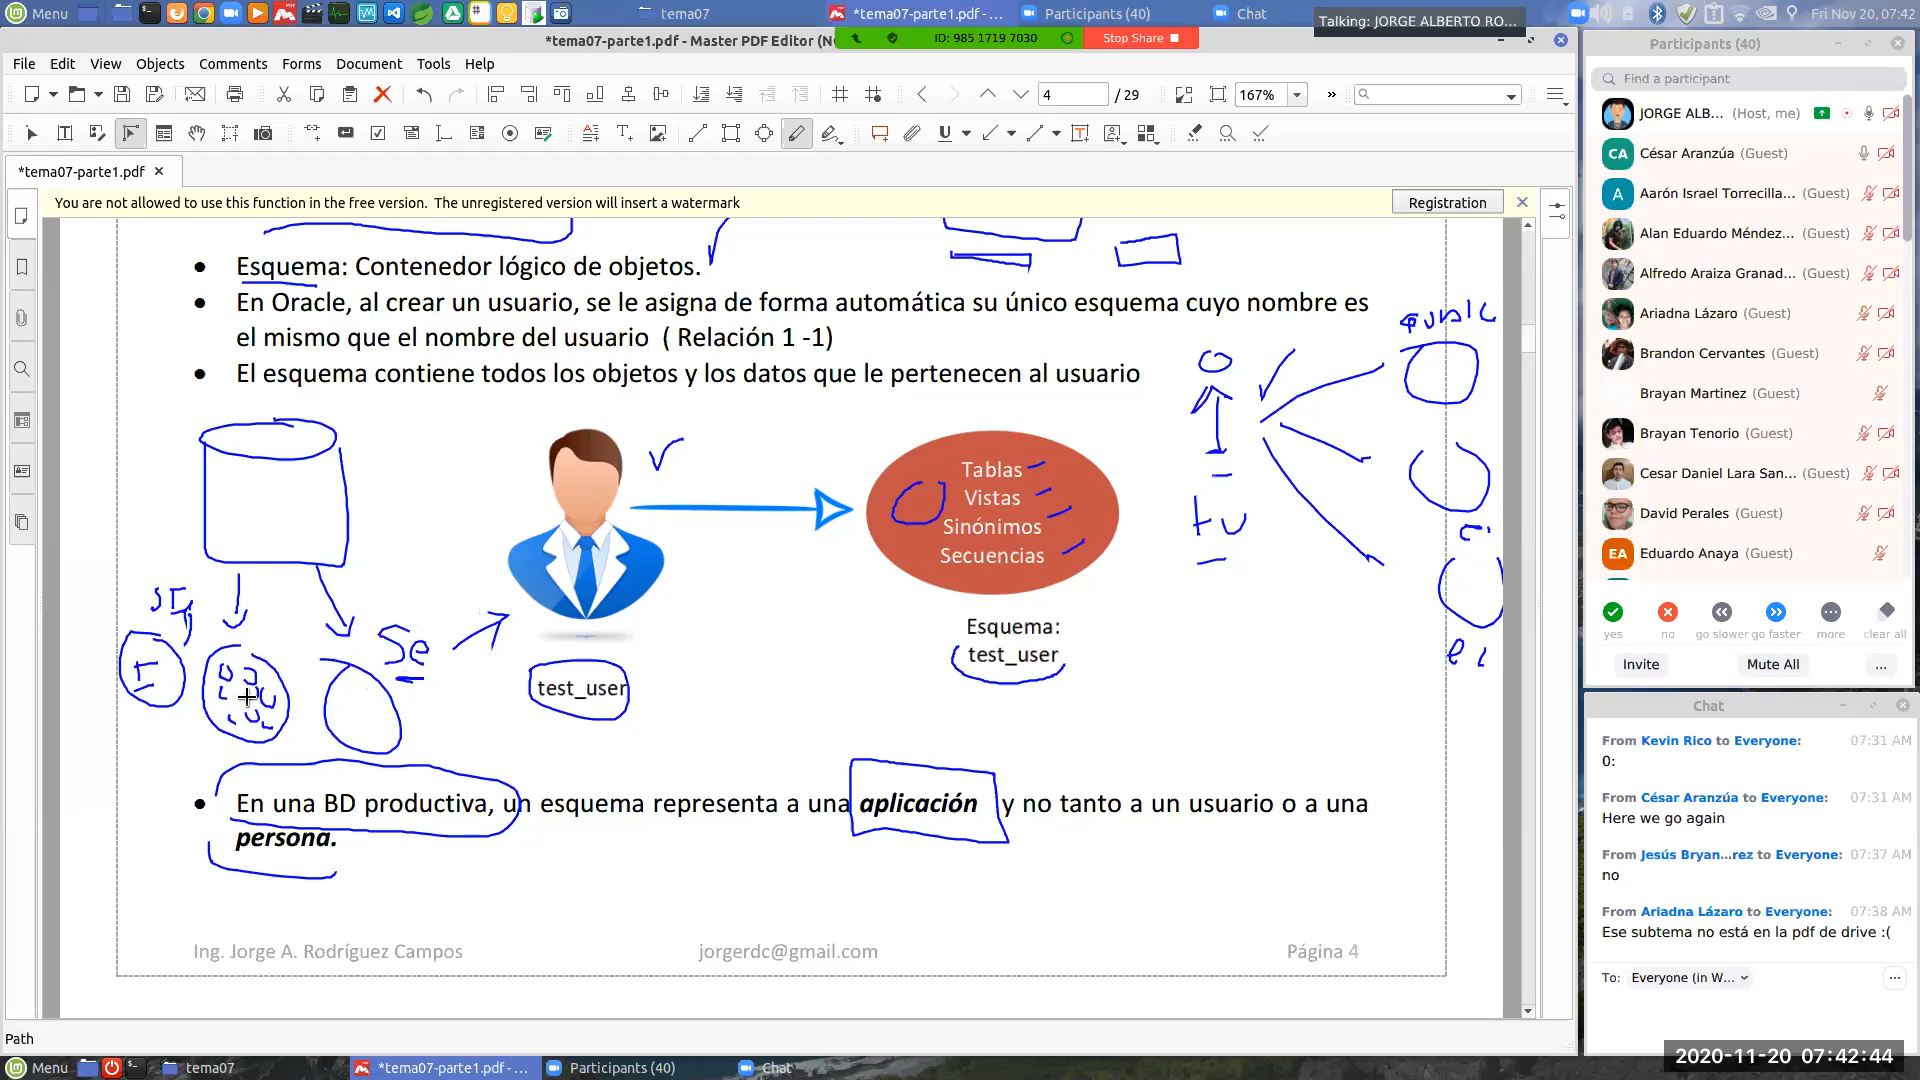 Menu
tema07
*tema07-parte1.pdf - ...
Participants (40)
Chat
Talking: JORGE ALBERTO RO...
Fri Nov 20, 07:42
*tema07-parte1.pdf - Master PDF Editor (N
ID: 985 1719 7030
Stop Share
File Edit View Objects Comments Forms Document Tools Help
4 / 29
167%
*tema07-parte1.pdf
You are not allowed to use this function in the free version. The unregistered version will insert a watermark
Registration
• Esquema: Contenedor lógico de objetos.
• En Oracle, al crear un usuario, se le asigna de forma automática su único esquema cuyo nombre es
el mismo que el nombre del usuario ( Relación 1 -1)
• El esquema contiene todos los objetos y los datos que le pertenecen al usuario
Tablas
Vistas
Sinónimos
Secuencias
Esquema:
test_user
test_user
Se
tu
• En una BD productiva, un esquema representa a una aplicación y no tanto a un usuario o a una
persona.
Ing. Jorge A. Rodríguez Campos
jorgerdc@gmail.com
Página 4
Path
Participants (40)
Find a participant
JORGE ALB... (Host, me)
CA César Aranzúa (Guest)
A Aarón Israel Torrecilla... (Guest)
Alan Eduardo Méndez... (Guest)
Alfredo Araiza Granad... (Guest)
Ariadna Lázaro (Guest)
Brandon Cervantes (Guest)
Brayan Martinez (Guest)
Brayan Tenorio (Guest)
Cesar Daniel Lara San... (Guest)
David Perales (Guest)
EA Eduardo Anaya (Guest)
yes no go slower go faster more clear all
Invite Mute All ...
Chat
From Kevin Rico to Everyone: 07:31 AM
0:
From César Aranzúa to Everyone: 07:31 AM
Here we go again
From Jesús Bryan...rez to Everyone: 07:37 AM
no
From Ariadna Lázaro to Everyone: 07:38 AM
Ese subtema no está en la pdf de drive :(
To: Everyone (in W...
2020-11-20 07:42:44
Menu
tema07
*tema07-parte1.pdf - ...
Participants (40)
Chat